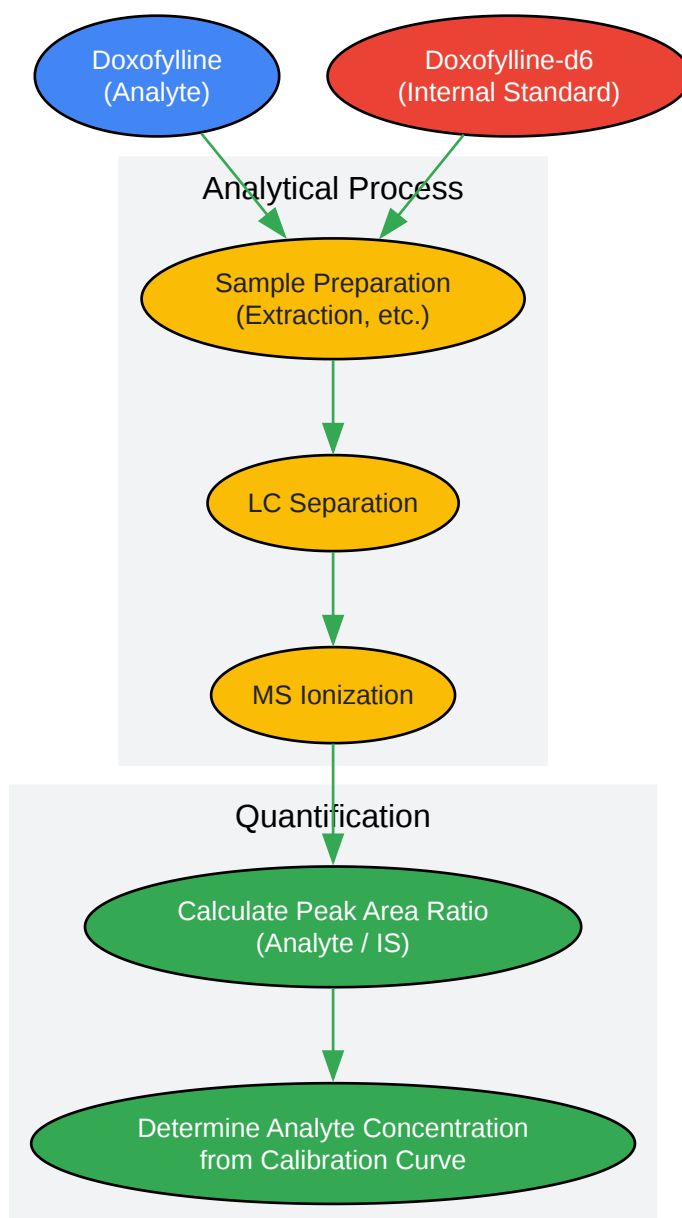 Doxofylline
(Analyte)
Doxofylline-d6
(Internal Standard)
Analytical Process
Sample Preparation
(Extraction, etc.)
LC Separation
MS Ionization
Quantification
Calculate Peak Area Ratio
(Analyte / IS)
Determine Analyte Concentration
from Calibration Curve